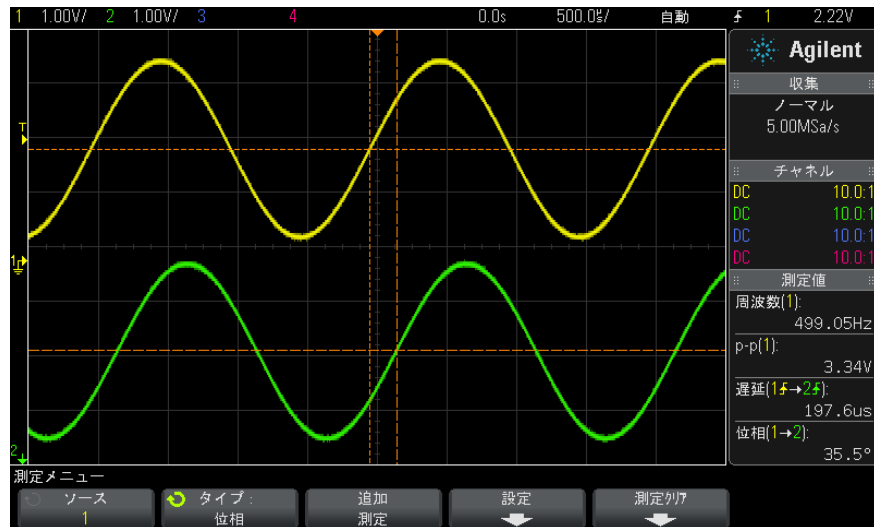 1 1.00V/ 2 1.00V/ 3 4 0.0s 500.0㎲/ 自動 1 2.22V
Agilent
収集
ノーマル
5.00MSa/s
チャネル
DC 10.0:1
DC 10.0:1
DC 10.0:1
DC 10.0:1
測定値
周波数(1):
499.05Hz
p-p(1):
3.34V
遅延(1→2):
197.6us
位相(1→2):
35.5°
T
1
2
測定メニュー
ソース
1
タイプ:
位相
追加
測定
設定
測定クリア